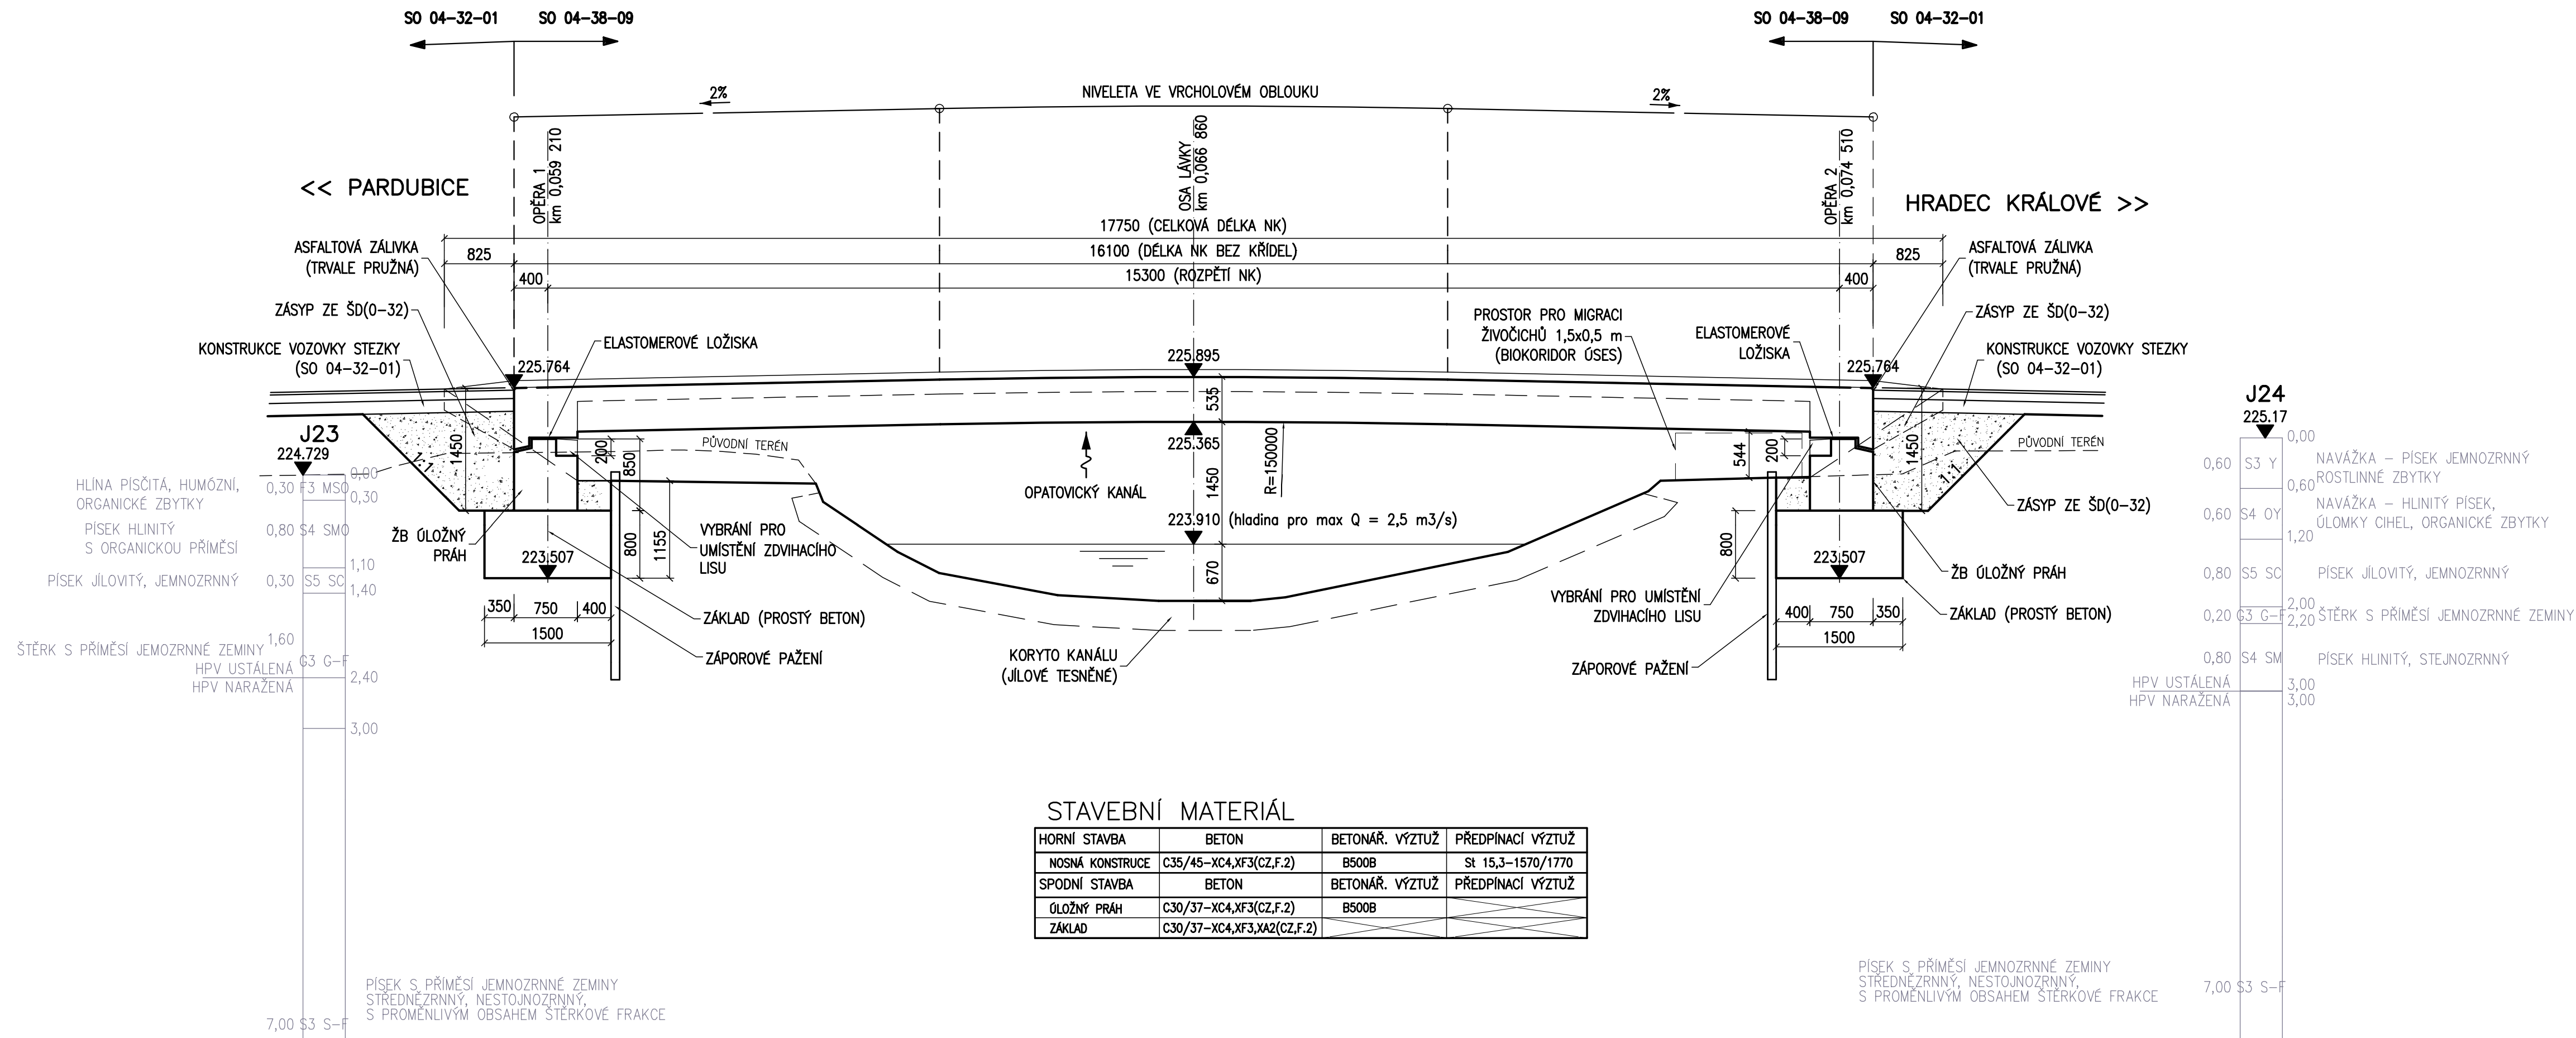 SO 04-32-01 SO 04-38-09
SO 04-38-09 SO 04-32-01
2%
NIVELETA VE VRCHOLOVÉM OBLOUKU
2%
<< PARDUBICE
OPĚRA 1
km 0,059 210
OSA LÁVKY
km 0,066 860
OPĚRA 2
km 0,074 510
HRADEC KRÁLOVÉ >>
17750 (CELKOVÁ DÉLKA NK)
825
16100 (DÉLKA NK BEZ KŘÍDEL)
825
400
15300 (ROZPĚTÍ NK)
400
ASFALTOVÁ ZÁLIVKA
(TRVALE PRUŽNÁ)
ZÁSYP ZE ŠD(0-32)
KONSTRUKCE VOZOVKY STEZKY
(SO 04-32-01)
ELASTOMEROVÉ LOŽISKA
225.764
225.895
535
225.365
1450
R=150000
PROSTOR PRO MIGRACI
ŽIVOČICHŮ 1,5x0,5 m
(BIOKORIDOR ÚSES)
ELASTOMEROVÉ
LOŽISKA
225.764
ASFALTOVÁ ZÁLIVKA
(TRVALE PRUŽNÁ)
ZÁSYP ZE ŠD(0-32)
KONSTRUKCE VOZOVKY STEZKY
(SO 04-32-01)
J23
224.729
1450
1:1
200
850
PŮVODNÍ TERÉN
OPATOVICKÝ KANÁL
223.910 (hladina pro max Q = 2,5 m3/s)
670
544
200
1450
1:1
PŮVODNÍ TERÉN
ZÁSYP ZE ŠD(0-32)
J24
225.17
ŽB ÚLOŽNÝ
PRÁH
223.507
800
1155
VYBRÁNÍ PRO
UMÍSTĚNÍ ZDVIHACÍHO
LISU
350 750 400
1500
ZÁKLAD (PROSTÝ BETON)
ZÁPOROVÉ PAŽENÍ
KORYTO KANÁLU
(JÍLOVÉ TESNĚNÉ)
800
223.507
VYBRÁNÍ PRO UMÍSTĚNÍ
ZDVIHACÍHO LISU
400 750 350
1500
ZÁPOROVÉ PAŽENÍ
ŽB ÚLOŽNÝ PRÁH
ZÁKLAD (PROSTÝ BETON)
0,00
HLÍNA PÍSČITÁ, HUMÓZNÍ,
ORGANICKÉ ZBYTKY
0,30 F3 MSO
0,30
PÍSEK HLINITÝ
S ORGANICKOU PŘÍMĚSÍ
0,80 S4 SMO
1,10
PÍSEK JÍLOVITÝ, JEMNOZRNNÝ
0,30 S5 SC
1,40
1,60
ŠTĚRK S PŘÍMĚSÍ JEMOZRNNÉ ZEMINY
G3 G-F
HPV USTÁLENÁ
2,40
HPV NARAŽENÁ
3,00
PÍSEK S PŘÍMĚSÍ JEMNOZRNNÉ ZEMINY
STŘEDNĚZRNNÝ, NESTOJNOZRNNÝ,
S PROMĚNLIVÝM OBSAHEM ŠTĚRKOVÉ FRAKCE
7,00 S3 S-F
0,00
0,60 S3 Y
NAVÁŽKA - PÍSEK JEMNOZRNNÝ
ROSTLINNÉ ZBYTKY
0,60
0,60 S4 OY
NAVÁŽKA - HLINITÝ PÍSEK,
ÚLOMKY CIHEL, ORGANICKÉ ZBYTKY
1,20
0,80 S5 SC
PÍSEK JÍLOVITÝ, JEMNOZRNNÝ
2,00
0,20 G3 G-F
ŠTĚRK S PŘÍMĚSÍ JEMNOZRNNÉ ZEMINY
2,20
0,80 S4 SM
PÍSEK HLINITÝ, STEJNOZRNNÝ
HPV USTÁLENÁ
3,00
HPV NARAŽENÁ
3,00
PÍSEK S PŘÍMĚSÍ JEMNOZRNNÉ ZEMINY
STŘEDNĚZRNNÝ, NESTOJNOZRNNÝ,
S PROMĚNLIVÝM OBSAHEM ŠTĚRKOVÉ FRAKCE
7,00 S3 S-F
STAVEBNÍ MATERIÁL
HORNÍ STAVBA BETON BETONÁŘ. VÝZTUŽ PŘEDPÍNACÍ VÝZTUŽ
NOSNÁ KONSTRUCE C35/45-XC4,XF3(CZ,F.2) B500B St 15,3-1570/1770
SPODNÍ STAVBA BETON BETONÁŘ. VÝZTUŽ PŘEDPÍNACÍ VÝZTUŽ
ÚLOŽNÝ PRÁH C30/37-XC4,XF3(CZ,F.2) B500B
ZÁKLAD C30/37-XC4,XF3,XA2(CZ,F.2)